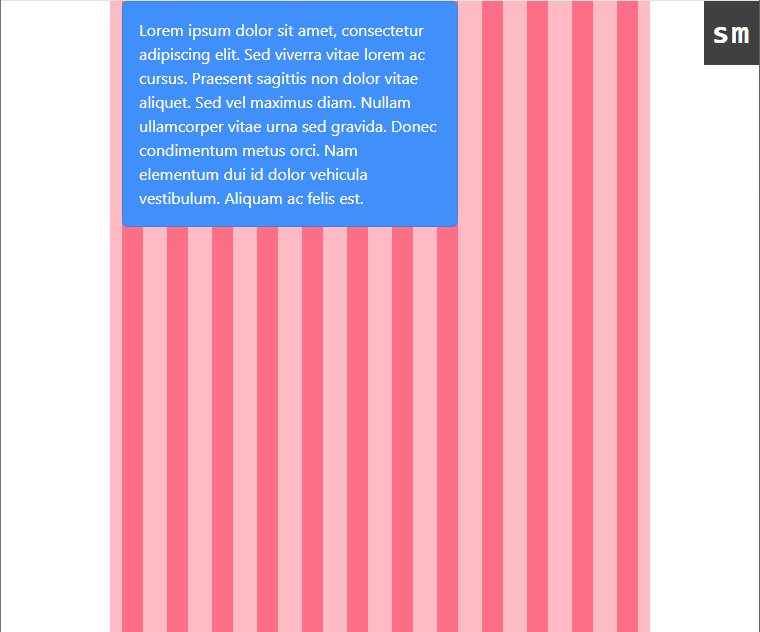 Lorem ipsum dolor sit amet, consectetur
adipiscing elit. Sed viverra vitae lorem ac
cursus. Praesent sagittis non dolor vitae
aliquet. Sed vel maximus diam. Nullam
ullamcorper vitae urna sed gravida. Donec
condimentum metus orci. Nam
elementum dui id dolor vehicula
vestibulum. Aliquam ac felis est.
sm